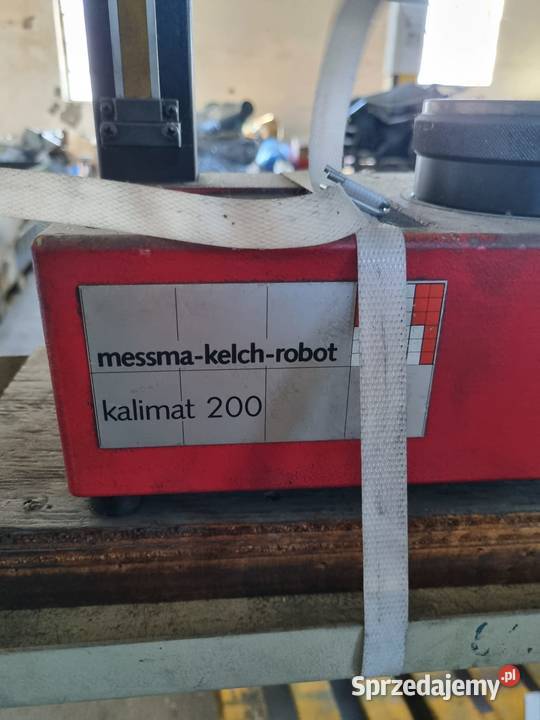 messma-kelch-robot
kalimat 200
Sprzedajemy.pl